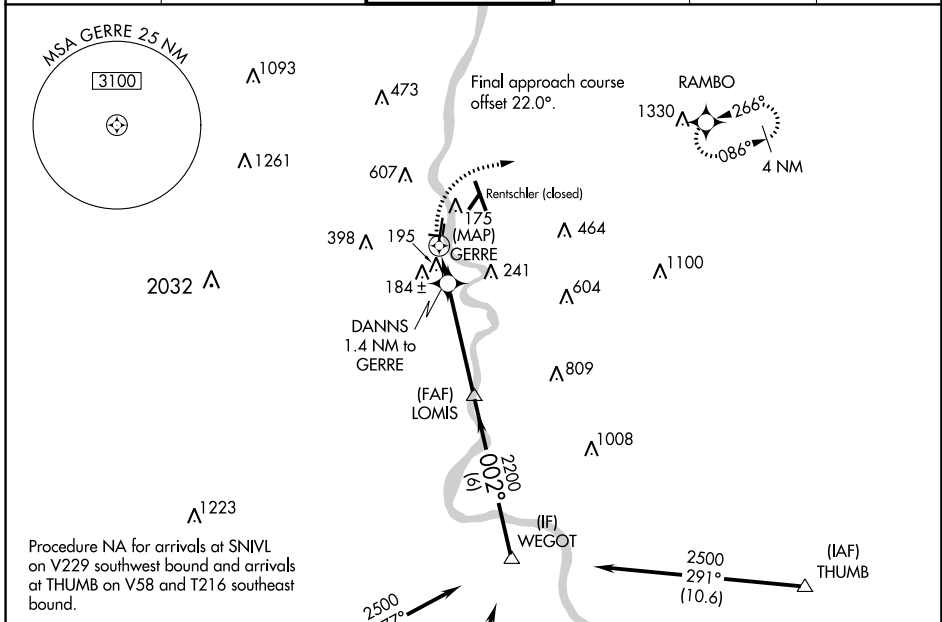 MSA GERRE 25 NM
3100
1093
473
Final approach course
offset 22.0°.
RAMBO
1330
266°
086°
4 NM
1261
607
Rentschler (closed)
175
(MAP)
GERRE
398
195
464
2032
184 ±
241
1100
604
DANNS
1.4 NM to
GERRE
809
(FAF)
LOMIS
1008
2200
002°
(6)
1223
(IF)
WEGOT
Procedure NA for arrivals at SNIVL
on V229 southwest bound and arrivals
at THUMB on V58 and T216 southeast
bound.
2500
291°
(10.6)
(IAF)
THUMB
2500